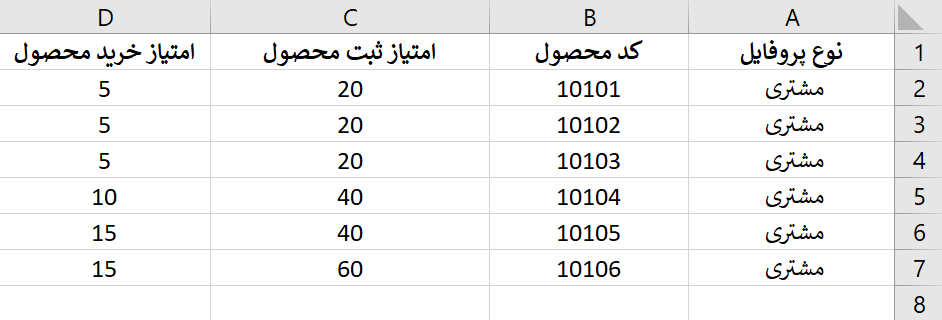 A B C D
1 نوع پروفایل کد محصول امتیاز ثبت محصول امتیاز خرید محصول
2 مشتری 10101 20 5
3 مشتری 10102 20 5
4 مشتری 10103 20 5
5 مشتری 10104 40 10
6 مشتری 10105 40 15
7 مشتری 10106 60 15
8